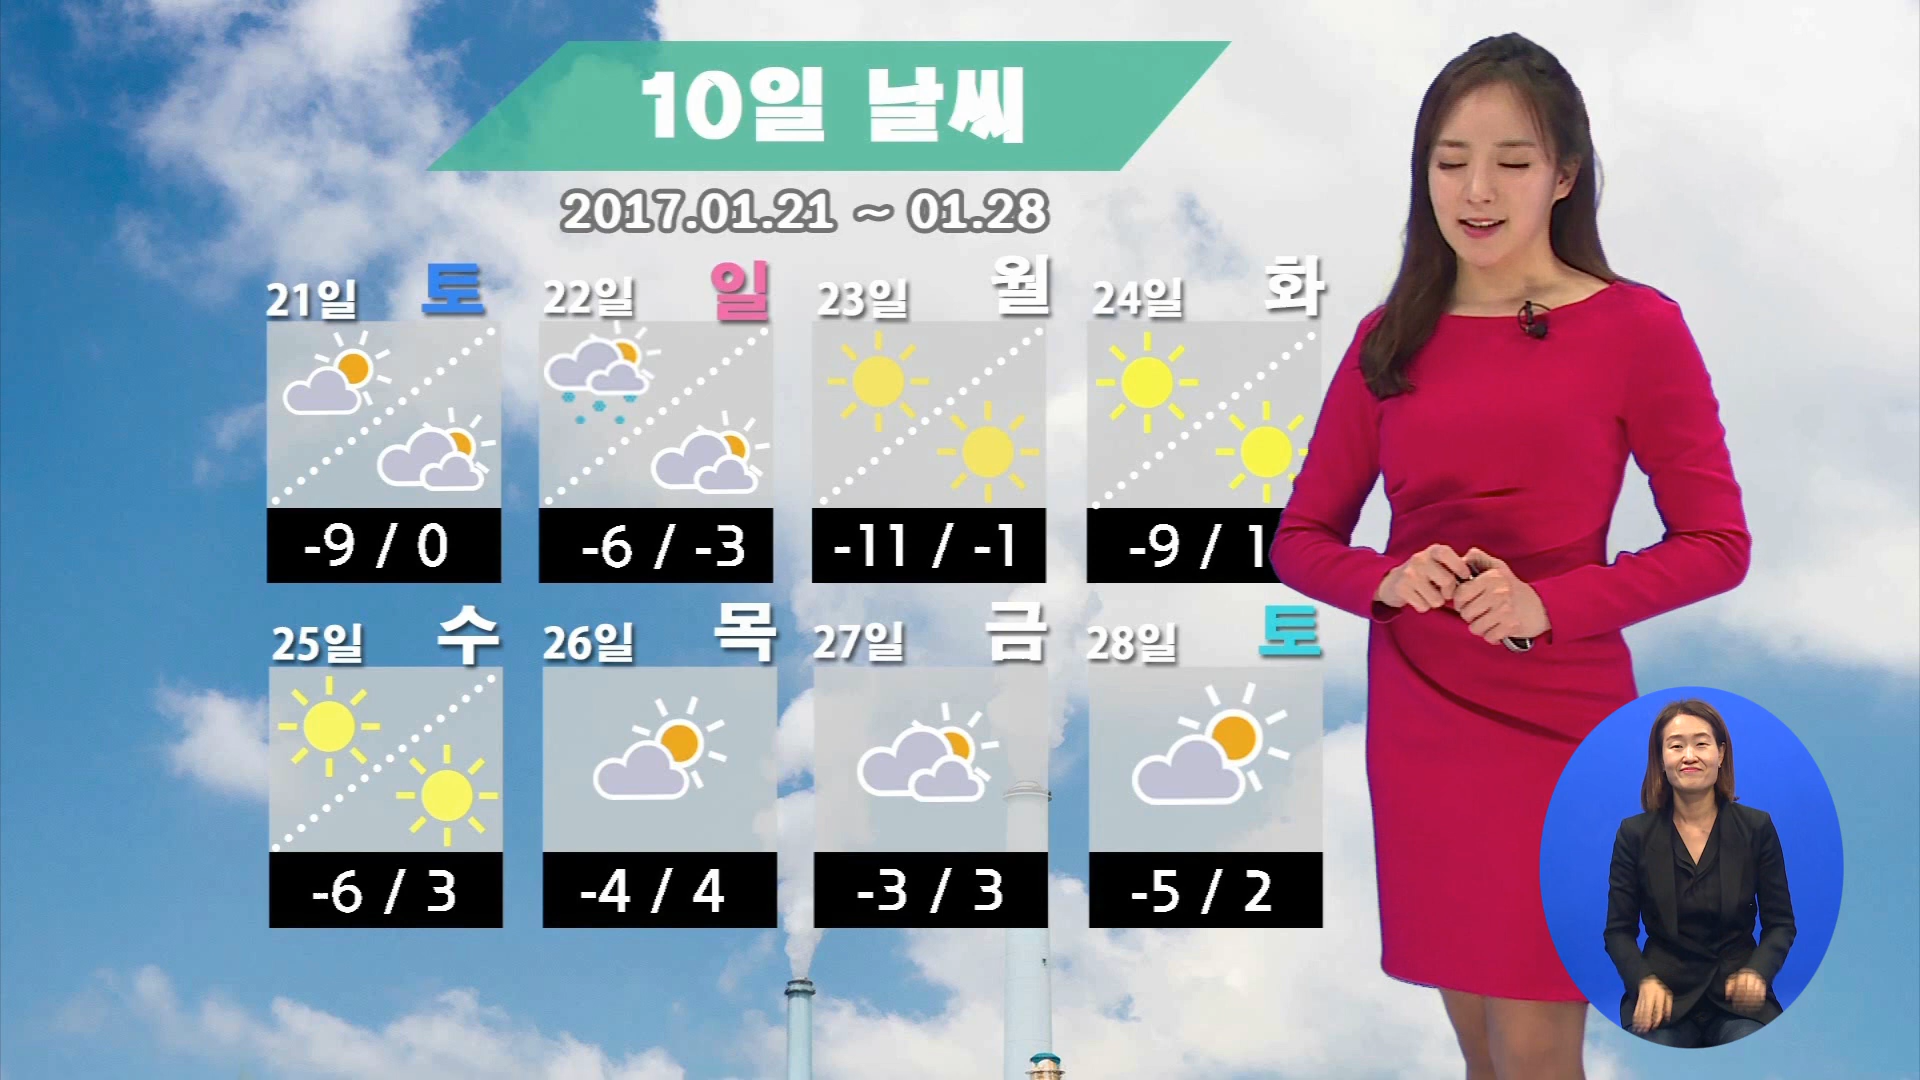 10일 날씨
2017.01.21 ~ 01.28
21일 토 22일 일 23일 월 24일 화
-9 / 0 -6 / -3 -11 / -1 -9 / 1
25일 수 26일 목 27일 금 28일 토
-6 / 3 -4 / 4 -3 / 3 -5 / 2